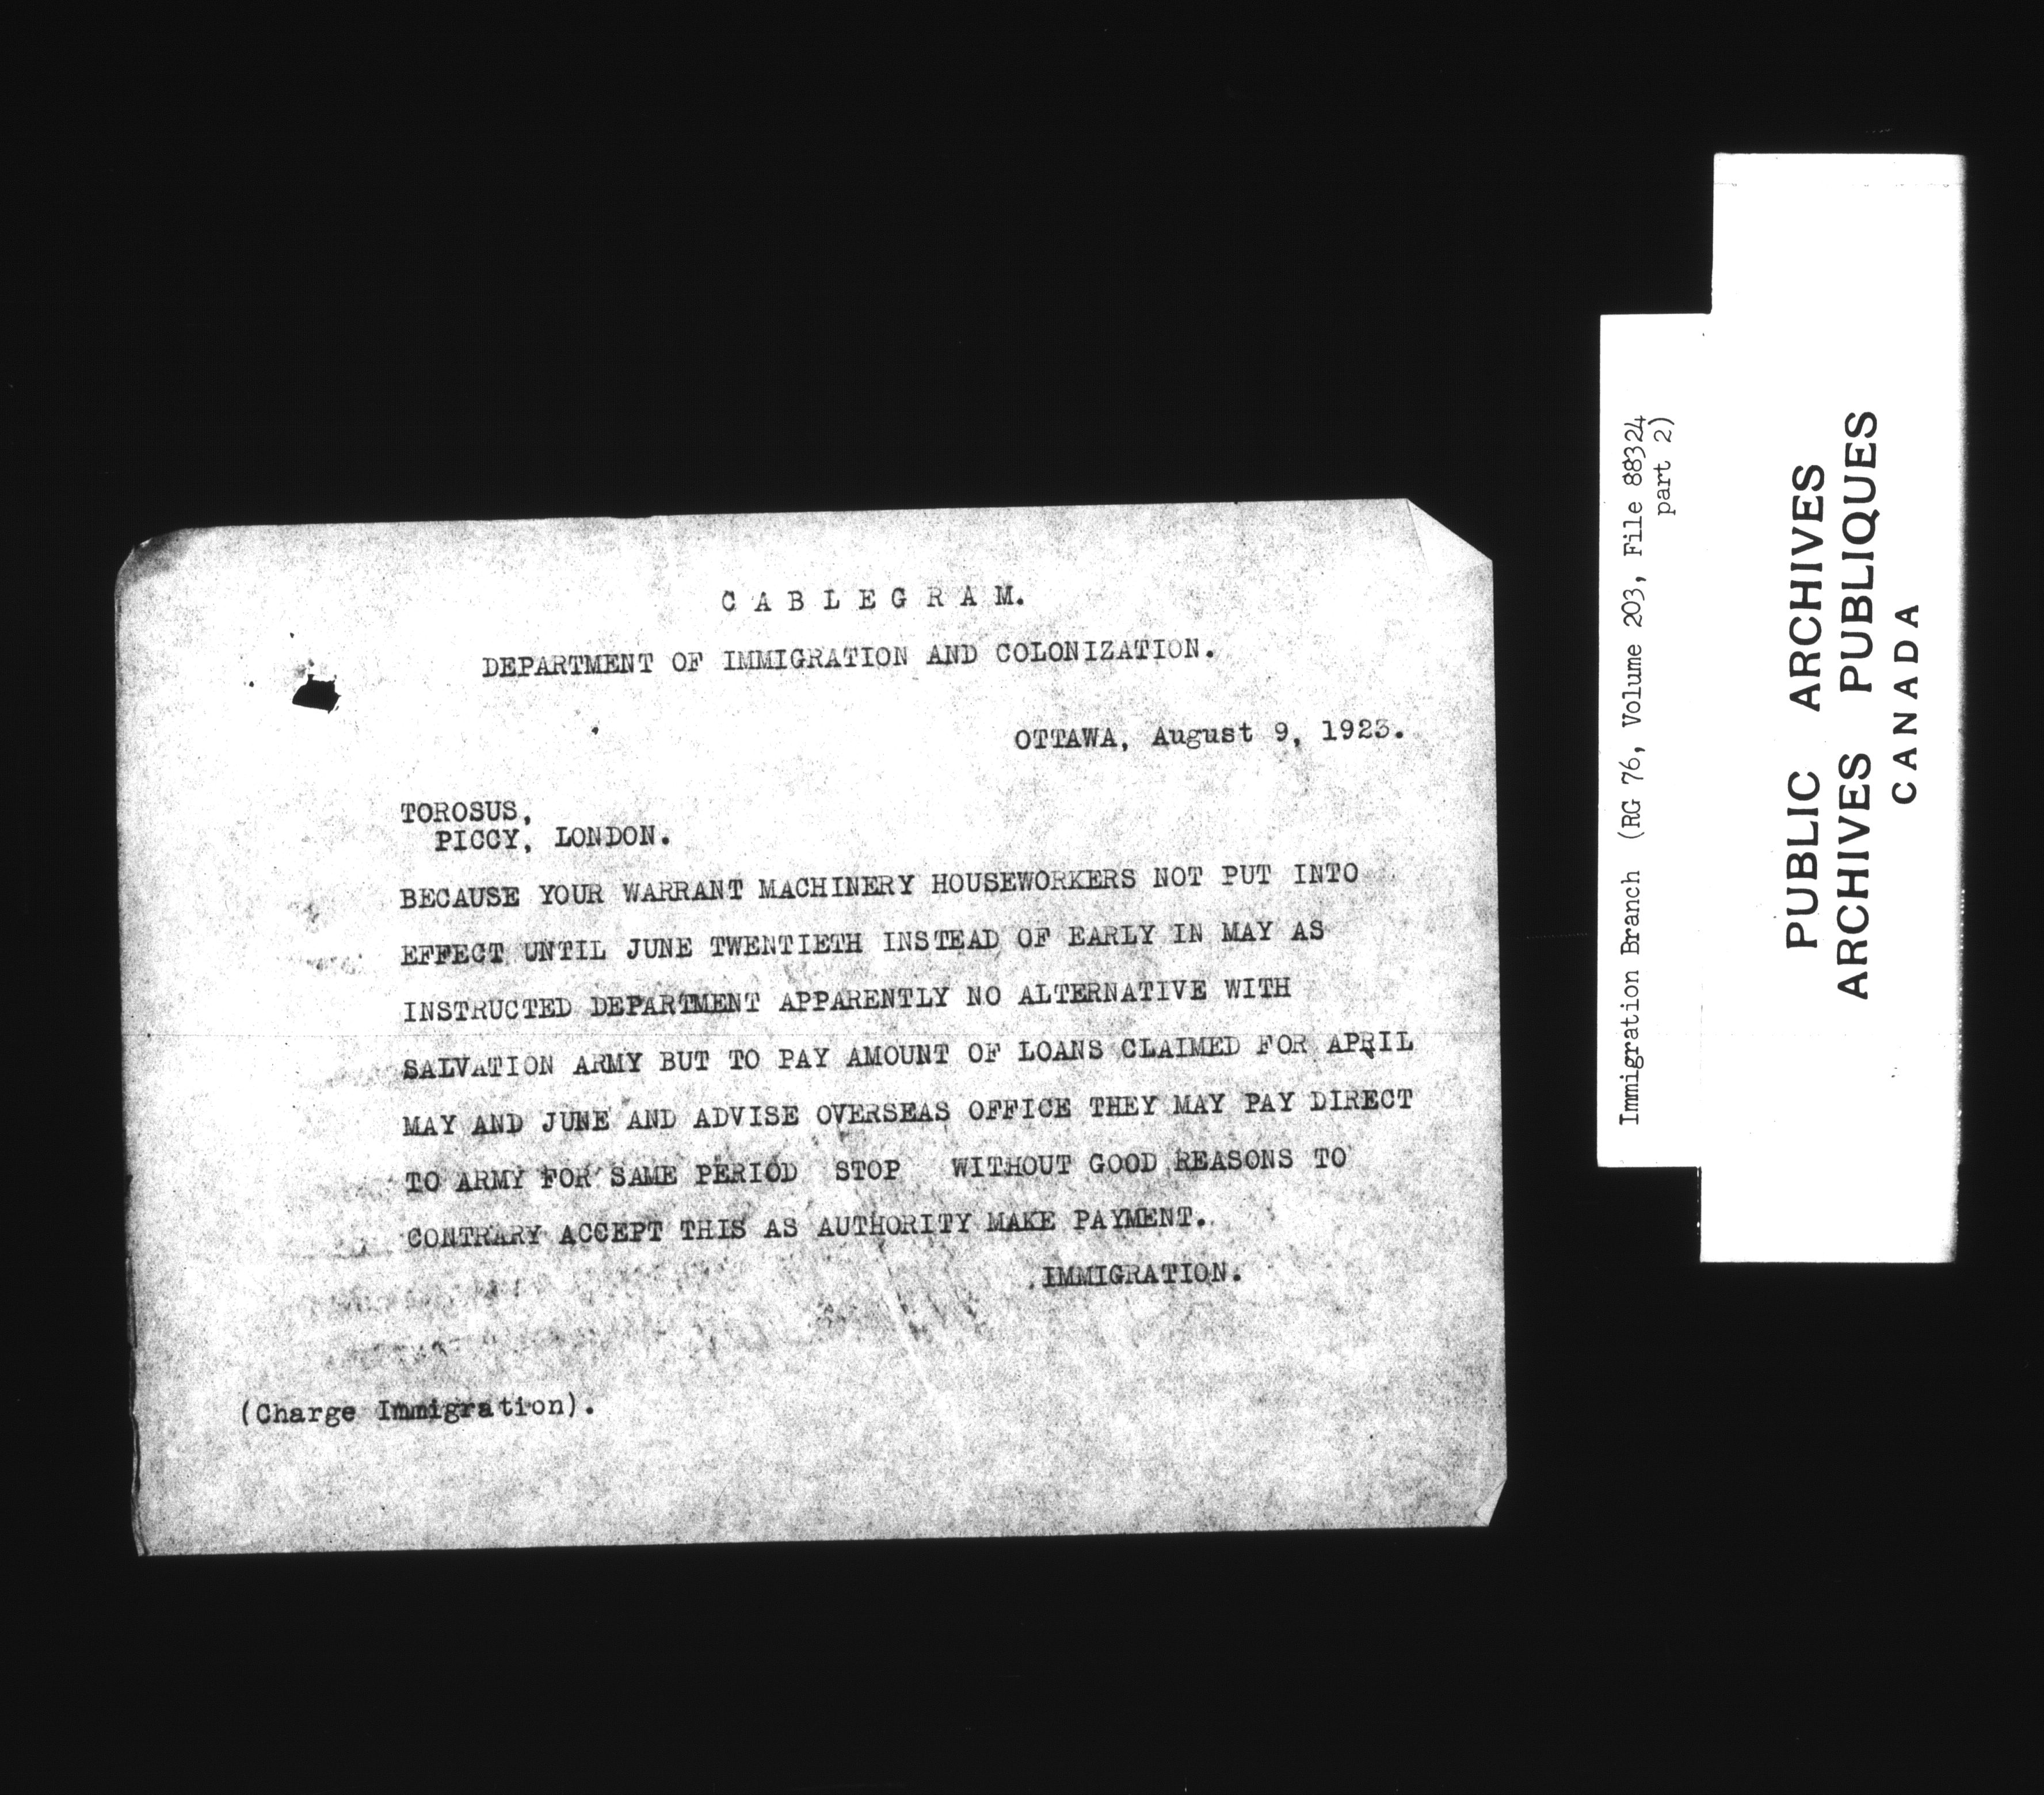 C A B L E G R A M.
DEPARTMENT OF IMMIGRATION AND COLONIZATION.
OTTAWA, August 9, 1923.
TOROSUS,
PICCY, LONDON.
BECAUSE YOUR WARRANT MACHINERY HOUSEWORKERS NOT PUT INTO
EFFECT UNTIL JUNE TWENTIETH INSTEAD OF EARLY IN MAY AS
INSTRUCTED DEPARTMENT APPARENTLY NO ALTERNATIVE WITH
SALVATION ARMY BUT TO PAY AMOUNT OF LOANS CLAIMED FOR APRIL
MAY AND JUNE AND ADVISE OVERSEAS OFFICE THEY MAY PAY DIRECT
TO ARMY FOR SAME PERIOD STOP WITHOUT GOOD REASONS TO
CONTRARY ACCEPT THIS AS AUTHORITY MAKE PAYMENT.
IMMIGRATION.
(Charge Immigration).
Immigration Branch (RG 76, Volume 203, File 88324
part 2)
PUBLIC ARCHIVES
ARCHIVES PUBLIQUES
CANADA